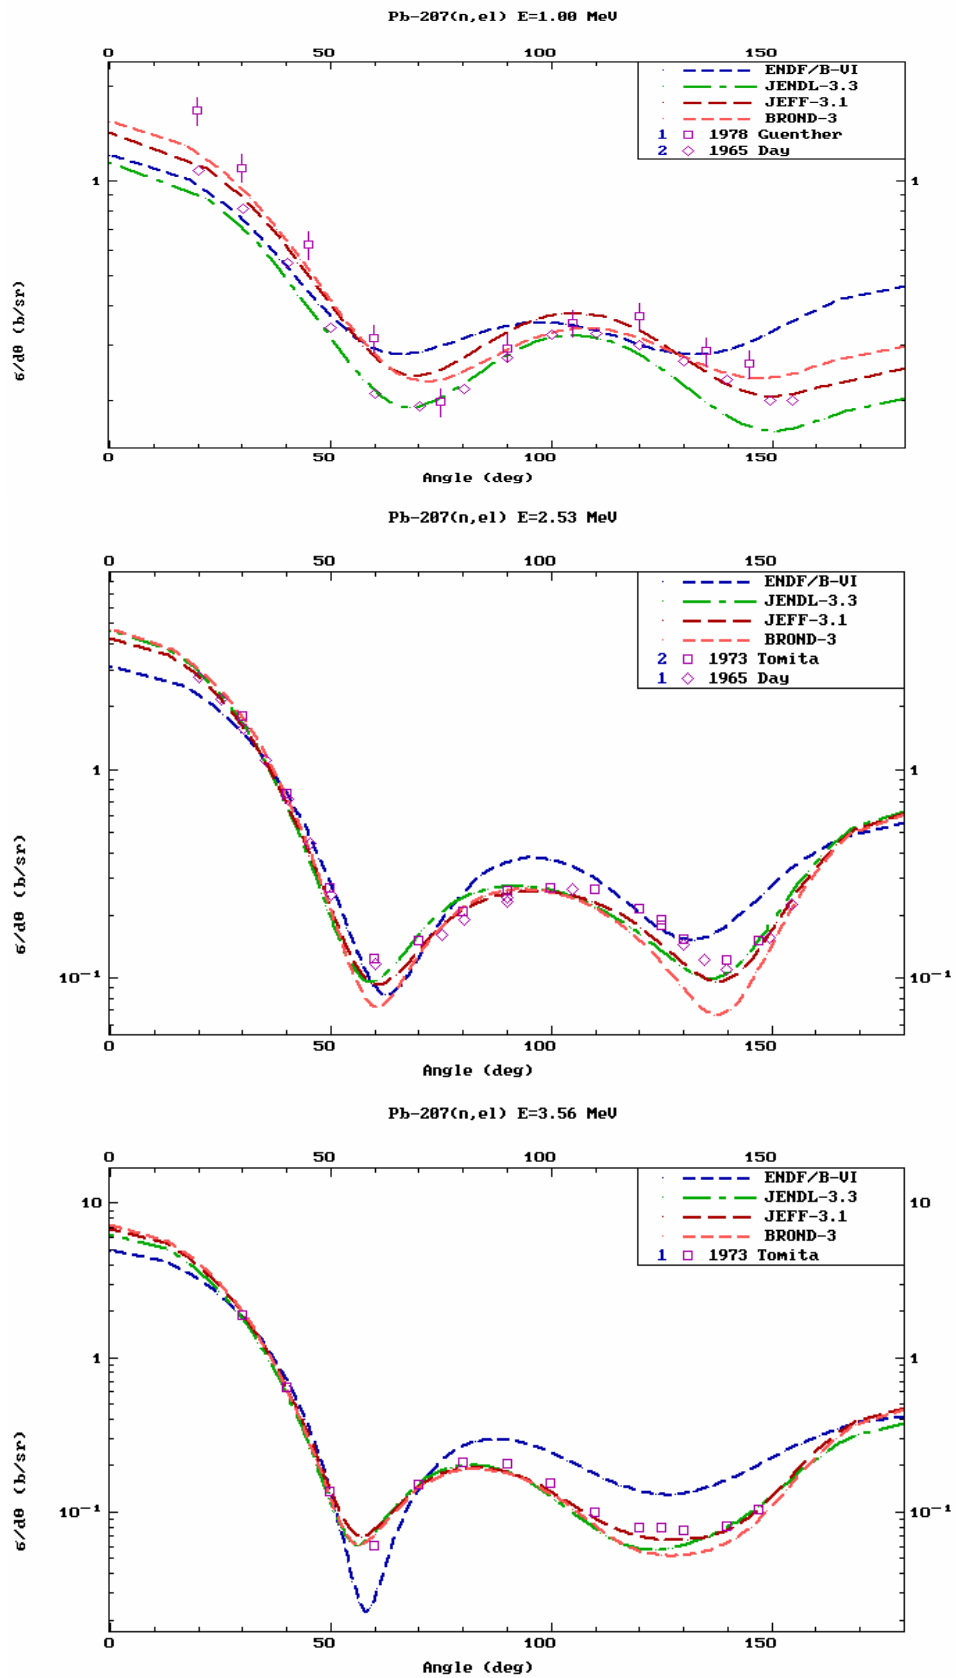 Pb-207(n,el) E=1.00 MeV
0 50 100 150
ENDF/B-VI
JENDL-3.3
JEFF-3.1
BROND-3
1 1978 Guenther
2 1965 Day
1 1
б/dθ (b/sr)
0 50 100 150
Angle (deg)
Pb-207(n,el) E=2.53 MeV
0 50 100 150
ENDF/B-VI
JENDL-3.3
JEFF-3.1
BROND-3
2 1973 Tomita
1 1965 Day
1 1
б/dθ (b/sr)
10⁻¹ 10⁻¹
0 50 100 150
Angle (deg)
Pb-207(n,el) E=3.56 MeV
0 50 100 150
ENDF/B-VI
JENDL-3.3
JEFF-3.1
BROND-3
1 1973 Tomita
10 10
1 1
б/dθ (b/sr)
10⁻¹ 10⁻¹
0 50 100 150
Angle (deg)